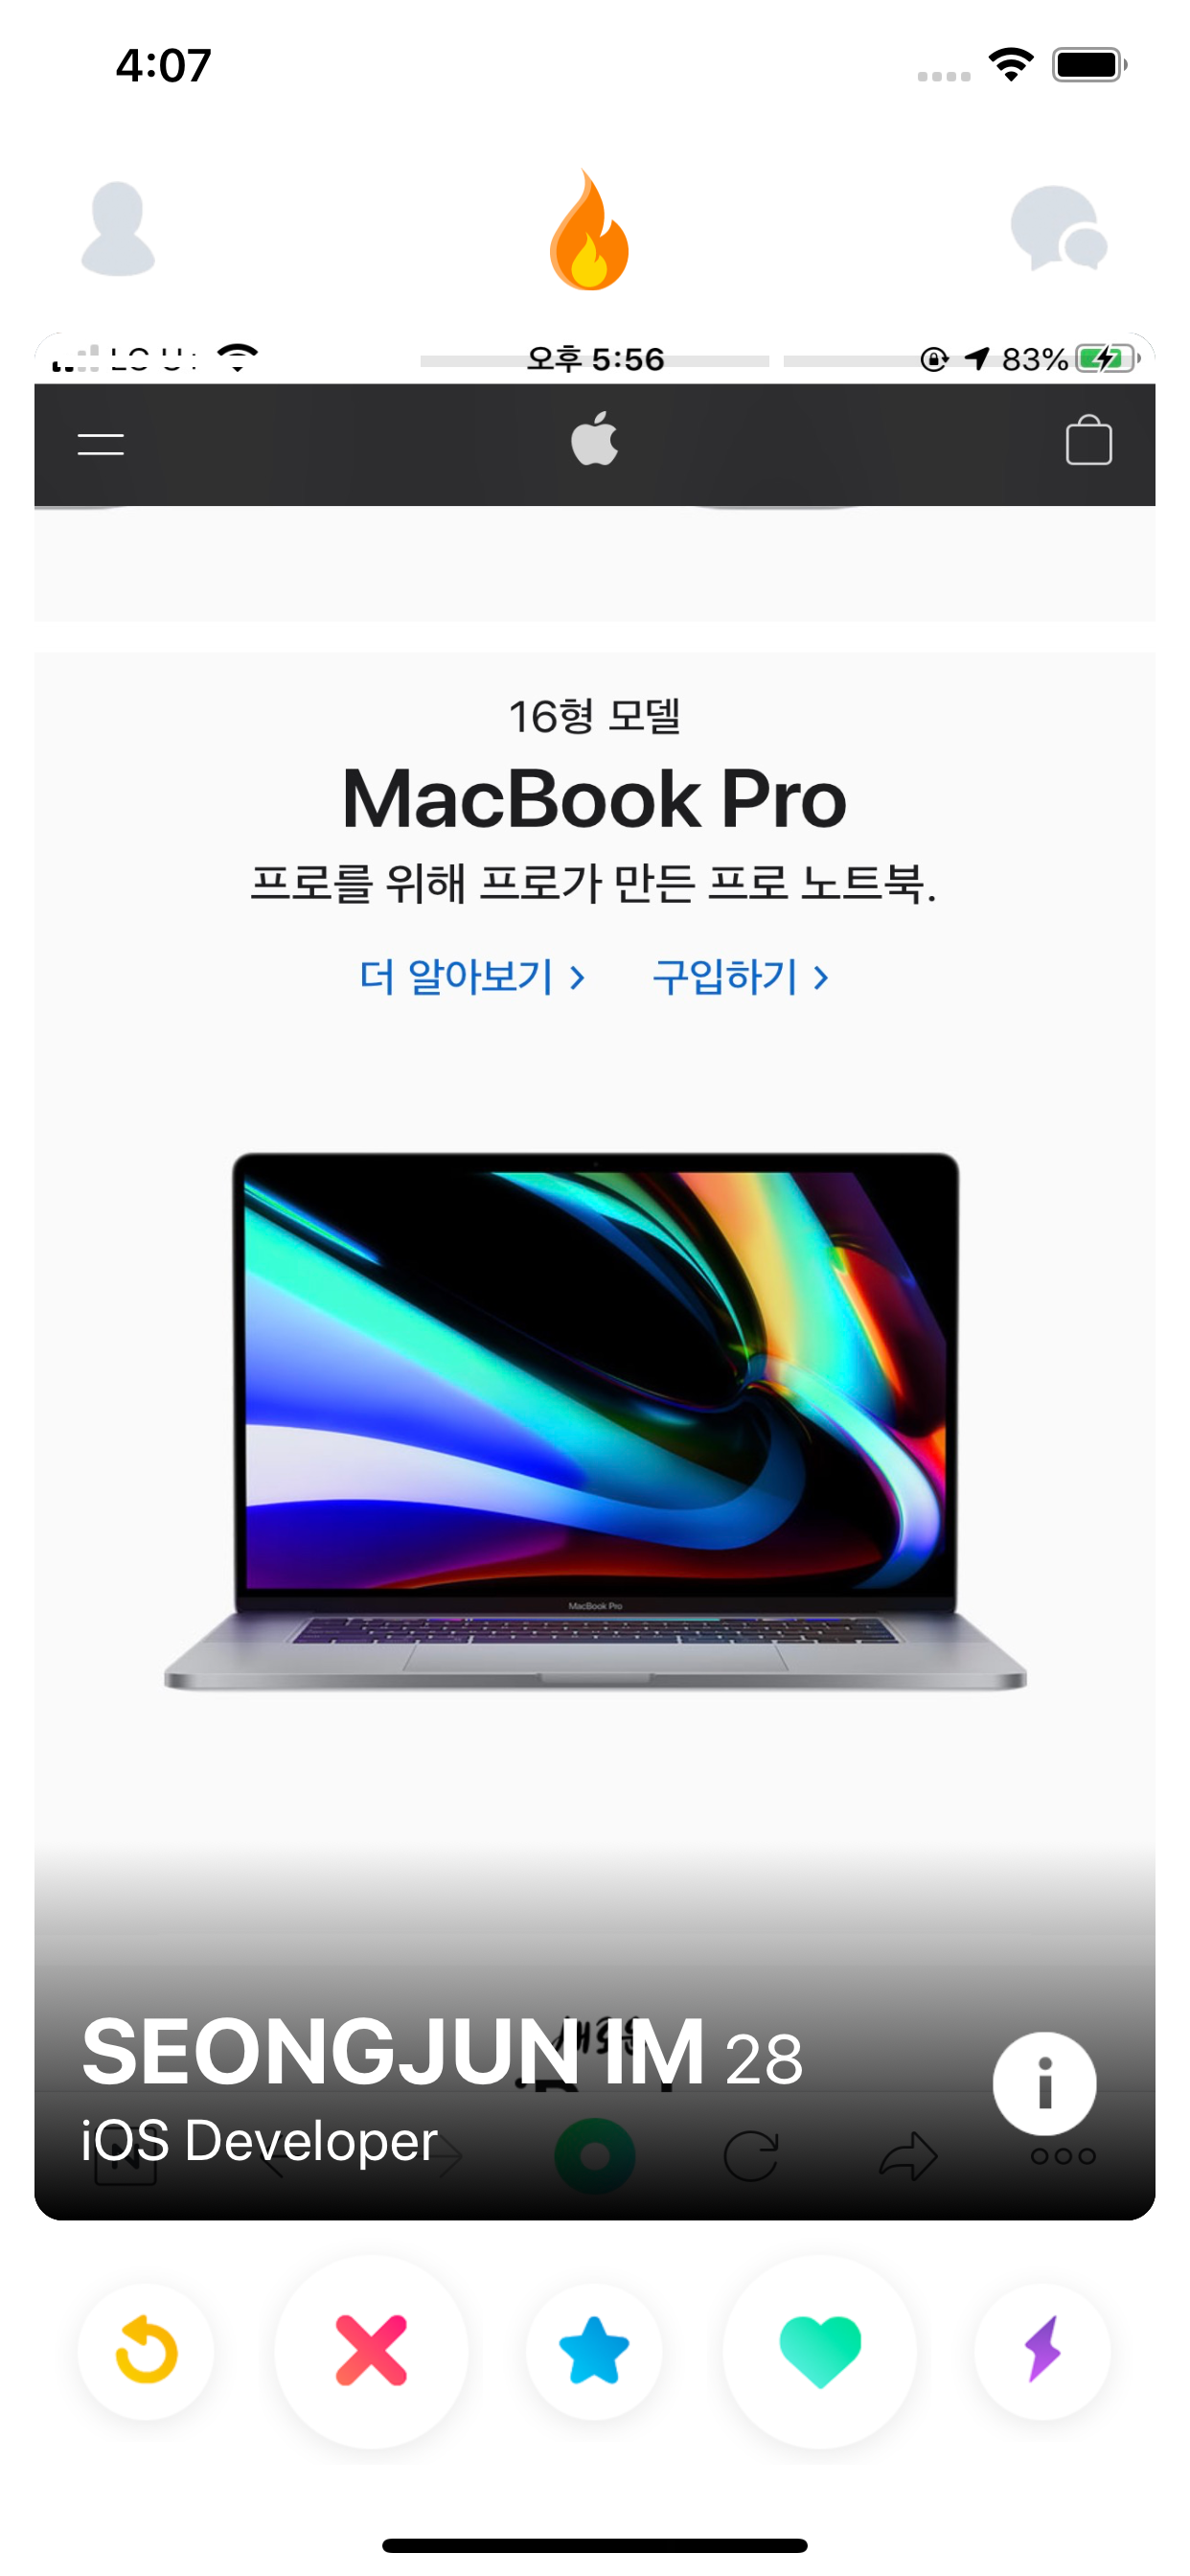 4:07
오후 5:56
83%
16형 모델
MacBook Pro
프로를 위해 프로가 만든 프로 노트북.
더 알아보기 >
구입하기 >
MacBook Pro
SEONGJUN IM 28
iOS Developer